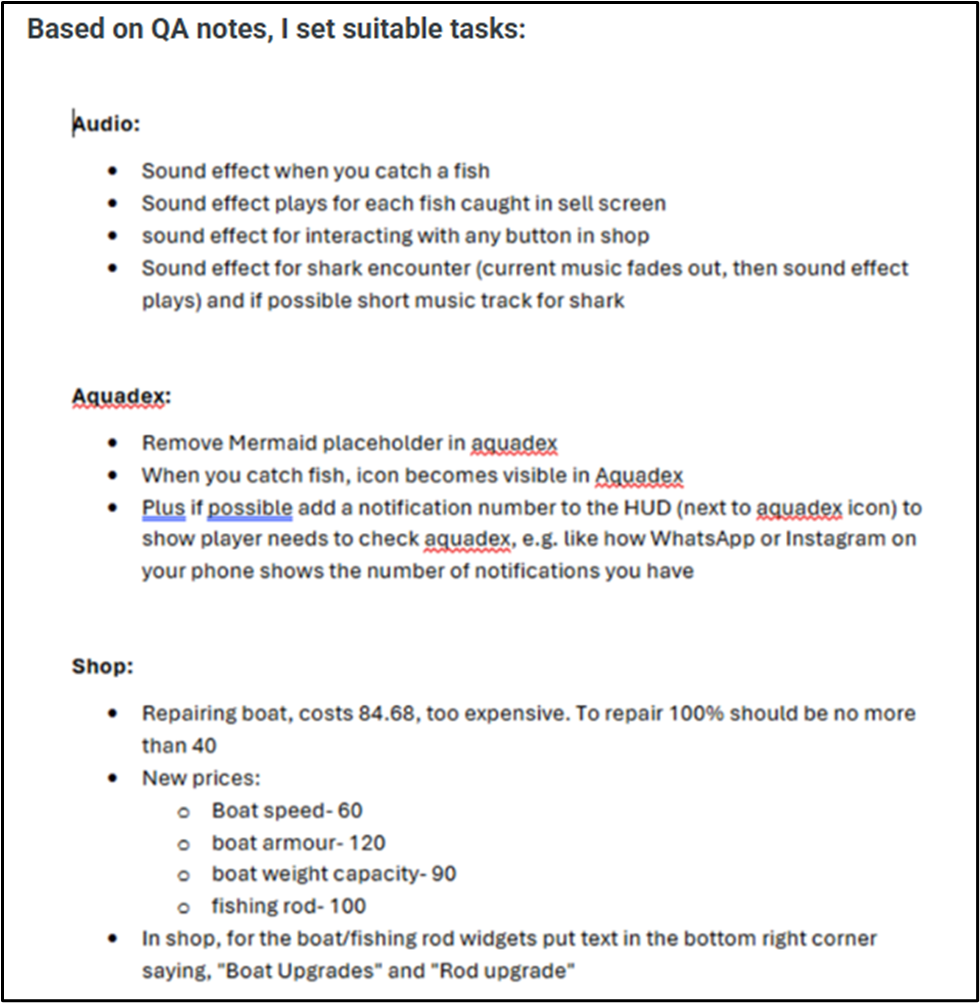 Based on QA notes, I set suitable tasks:
Audio:
• Sound effect when you catch a fish
• Sound effect plays for each fish caught in sell screen
• sound effect for interacting with any button in shop
• Sound effect for shark encounter (current music fades out, then sound effect
plays) and if possible short music track for shark
Aquadex:
• Remove Mermaid placeholder in aquadex
• When you catch fish, icon becomes visible in Aquadex
• Plus if possible add a notification number to the HUD (next to aquadex icon) to
show player needs to check aquadex, e.g. like how WhatsApp or Instagram on
your phone shows the number of notifications you have
Shop:
• Repairing boat, costs 84.68, too expensive. To repair 100% should be no more
than 40
• New prices:
o Boat speed- 60
o boat armour- 120
o boat weight capacity- 90
o fishing rod- 100
• In shop, for the boat/fishing rod widgets put text in the bottom right corner
saying, "Boat Upgrades" and "Rod upgrade"